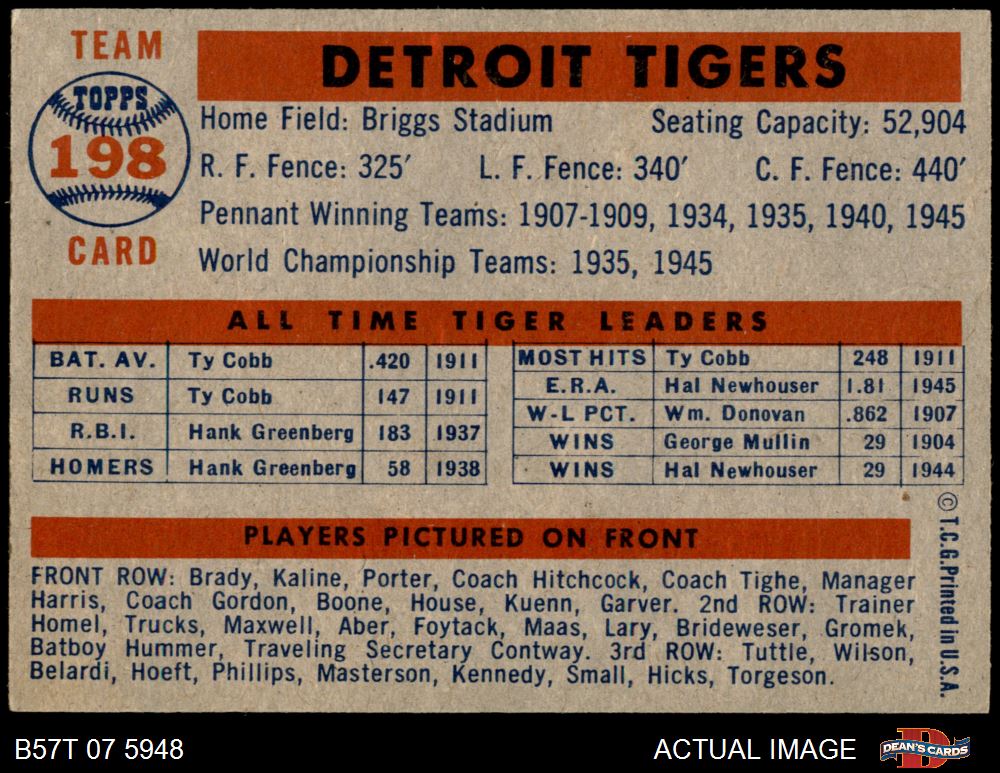 TEAM
TOPPS
198
CARD
DETROIT TIGERS
Home Field: Briggs Stadium Seating Capacity: 52,904
R. F. Fence: 325′ L. F. Fence: 340′ C. F. Fence: 440′
Pennant Winning Teams: 1907-1909, 1934, 1935, 1940, 1945
World Championship Teams: 1935, 1945
ALL TIME TIGER LEADERS
BAT. AV. Ty Cobb .420 1911
RUNS Ty Cobb 147 1911
R.B.I. Hank Greenberg 183 1937
HOMERS Hank Greenberg 58 1938
MOST HITS Ty Cobb 248 1911
E.R.A. Hal Newhouser 1.81 1945
W-L PCT. Wm. Donovan .862 1907
WINS George Mullin 29 1904
WINS Hal Newhouser 29 1944
PLAYERS PICTURED ON FRONT
FRONT ROW: Brady, Kaline, Porter, Coach Hitchcock, Coach Tighe, Manager
Harris, Coach Gordon, Boone, House, Kuenn, Garver. 2nd ROW: Trainer
Homel, Trucks, Maxwell, Aber, Foytack, Maas, Lary, Brideweser, Gromek,
Batboy Hummer, Traveling Secretary Contway. 3rd ROW: Tuttle, Wilson,
Belardi, Hoeft, Phillips, Masterson, Kennedy, Small, Hicks, Torgeson.
© T.C.G. Printed in U.S.A.
B57T 07 5948
ACTUAL IMAGE
DEAN'S CARDS